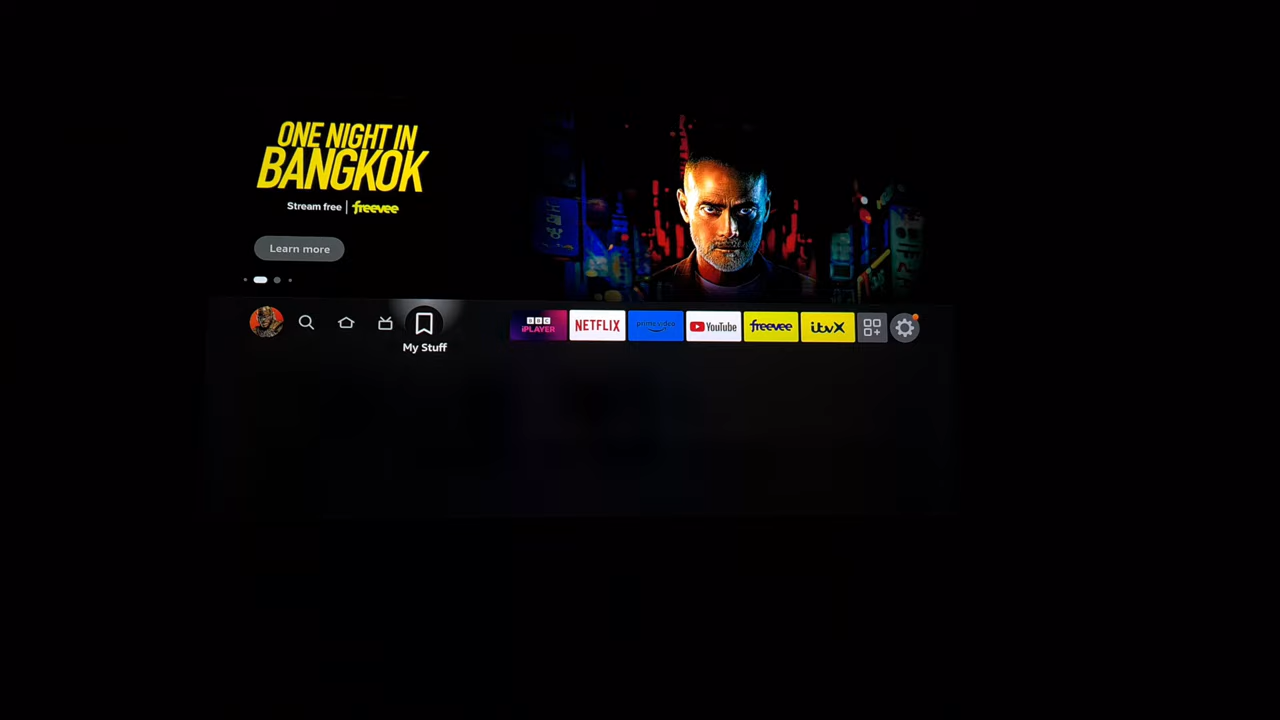 ONE NIGHT IN
BANGKOK
Stream free | freevee
Learn more
BBC
iPLAYER
NETFLIX
prime video
YouTube
freevee
itvX
My Stuff